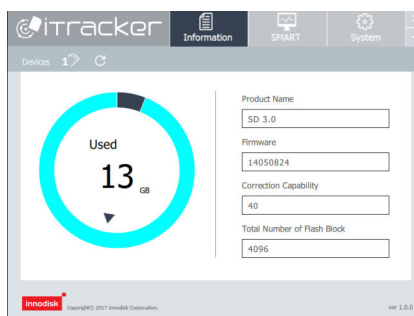 iTracker
Information
SMART
System
Devices 1
Product Name
SD 3.0
Firmware
14050824
Correction Capability
40
Total Number of Flash Block
4096
Used
13 GB
innodisk
Copyright© 2017 Innodisk Corporation.
ver 1.0.0